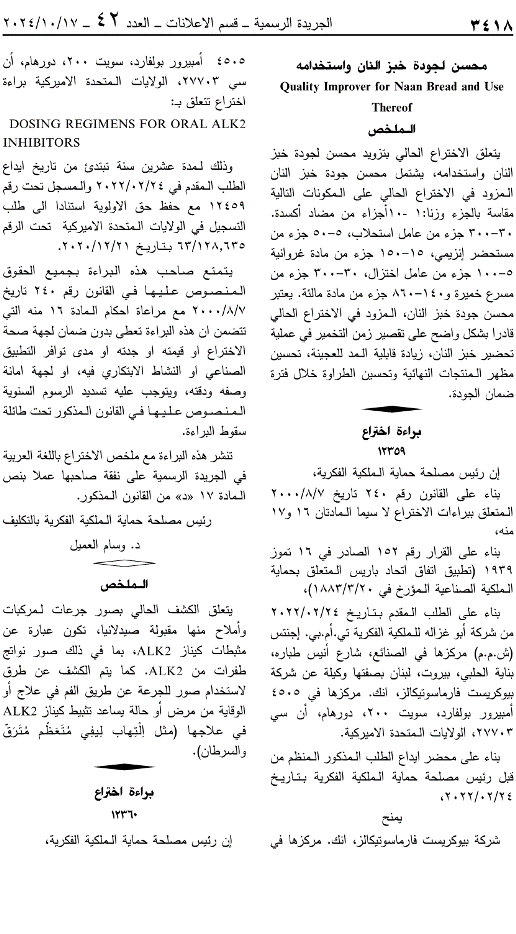 ٣٤١٨
الجريدة الرسمية – قسم الاعلانات – العدد ٤٢ – ٢٠٢٤/١٠/١٧
محسن لجودة خبز النان واستخدامه
Quality Improver for Naan Bread and Use
Thereof
الملخص
يتعلق الاختراع الحالي بتزويد محسن لجودة خبز
النان واستخدامه، يشتمل محسن جودة خبز النان
المزود في الاختراع الحالي على المكونات التالية
مقاسة بالجزء وزنا: ١-١٠أجزاء من مضاد أكسدة.
٣٠-٣٠٠ جزء من عامل استحلاب، ٥-٥٠ جزء من
مستحضر إنزيمي، ١٥-١٥٠ جزء من مادة غروانية
٥-١٠٠ جزء من عامل اختزال، ٣٠-٣٠٠ جزء من
مسرع خميرة و١٤٠-٨٦٠ جزء من مادة مالئة. يعتبر
محسن جودة خبز النان، المزود في الاختراع الحالي
قادرا بشكل واضح على تقصير زمن التخمير في عملية
تحضير خبز النان، زيادة قابلية المد للعجينة، تحسين
مظهر المنتجات النهائية وتحسين الطراوة خلال فترة
ضمان الجودة.
براءة اختراع
١٢٣٥٩
إن رئيس مصلحة حماية الملكية الفكرية،
بناء على القانون رقم ٢٤٠ تاريخ ٢٠٠٠/٨/٧
المتعلق ببراءات الاختراع لا سيما المادتان ١٦ و١٧
منه،
بناء على القرار رقم ١٥٢ الصادر في ١٦ تموز
١٩٣٩ (تطبيق اتفاق اتحاد باريس المتعلق بحماية
الملكية الصناعية المؤرخ في ١٨٨٣/٣/٢٠)،
بناء على الطلب المقدم بتاريخ ٢٠٢٢/٠٢/٢٤
من شركة أبو غزاله للملكية الفكرية تي.أم.بي. إجنتس
(ش.م.م) مركزها في الصنائع، شارع أنيس طباره،
بناية الحلبي، بيروت، لبنان بصفتها وكيلة عن شركة
بيوكريست فارماسوتيكالز، انك. مركزها في ٤٥٠٥
أمبيرور بولفارد، سويت ٢٠٠، دورهام، أن سي
٢٧٧٠٣، الولايات المتحدة الاميركية.
بناء على محضر ايداع الطلب المذكور المنظم من
قبل رئيس مصلحة حماية الملكية الفكرية بتاريخ
٢٠٢٢/٠٢/٢٤،
يمنح
شركة بيوكريست فارماسوتيكالز، انك. مركزها في
٤٥٠٥ أمبيرور بولفارد، سويت ٢٠٠، دورهام، أن
سي ٢٧٧٠٣، الولايات المتحدة الاميركية براءة
اختراع تتعلق بـ:
DOSING REGIMENS FOR ORAL ALK2
INHIBITORS
وذلك لمدة عشرين سنة تبتدئ من تاريخ ايداع
الطلب المقدم في ٢٠٢٢/٠٢/٢٤ والمسجل تحت رقم
١٢٤٥٩ مع حفظ حق الاولوية استنادا الى طلب
التسجيل في الولايات المتحدة الاميركية تحت الرقم
٦٣/١٢٨,٦٣٥ بتاريخ ٢٠٢٠/١٢/٢١.
يتمتع صاحب هذه البراءة بجميع الحقوق
المنصوص عليها في القانون رقم ٢٤٠ تاريخ
٢٠٠٠/٨/٧ مع مراعاة احكام المادة ١٦ منه التي
تتضمن ان هذه البراءة تعطى بدون ضمان لجهة صحة
الاختراع او قيمته او جدته او مدى توافر التطبيق
الصناعي او النشاط الابتكاري فيه، او لجهة امانة
وصفه ودقته، ويتوجب عليه تسديد الرسوم السنوية
المنصوص عليها في القانون المذكور تحت طائلة
سقوط البراءة.
تنشر هذه البراءة مع ملخص الاختراع باللغة العربية
في الجريدة الرسمية على نفقة صاحبها عملا بنص
المادة ١٧ «د» من القانون المذكور.
رئيس مصلحة حماية الملكية الفكرية بالتكليف
د. وسام العميل
الملخص
يتعلق الكشف الحالي بصور جرعات لمركبات
وأملاح منها مقبولة صيدلانيا، تكون عبارة عن
مثبطات كيناز ALK2، بما في ذلك صور نواتج
طفرات من ALK2. كما يتم الكشف عن طرق
لاستخدام صور للجرعة عن طريق الفم في علاج أو
الوقاية من مرض أو حالة يساعد تثبيط كيناز ALK2
في علاجها (مثل إلْتِهاب لِيفِي مُتَعَظِّم مُتَرَقّ
والسرطان).
براءة اختراع
١٢٣٦٠
إن رئيس مصلحة حماية الملكية الفكرية،